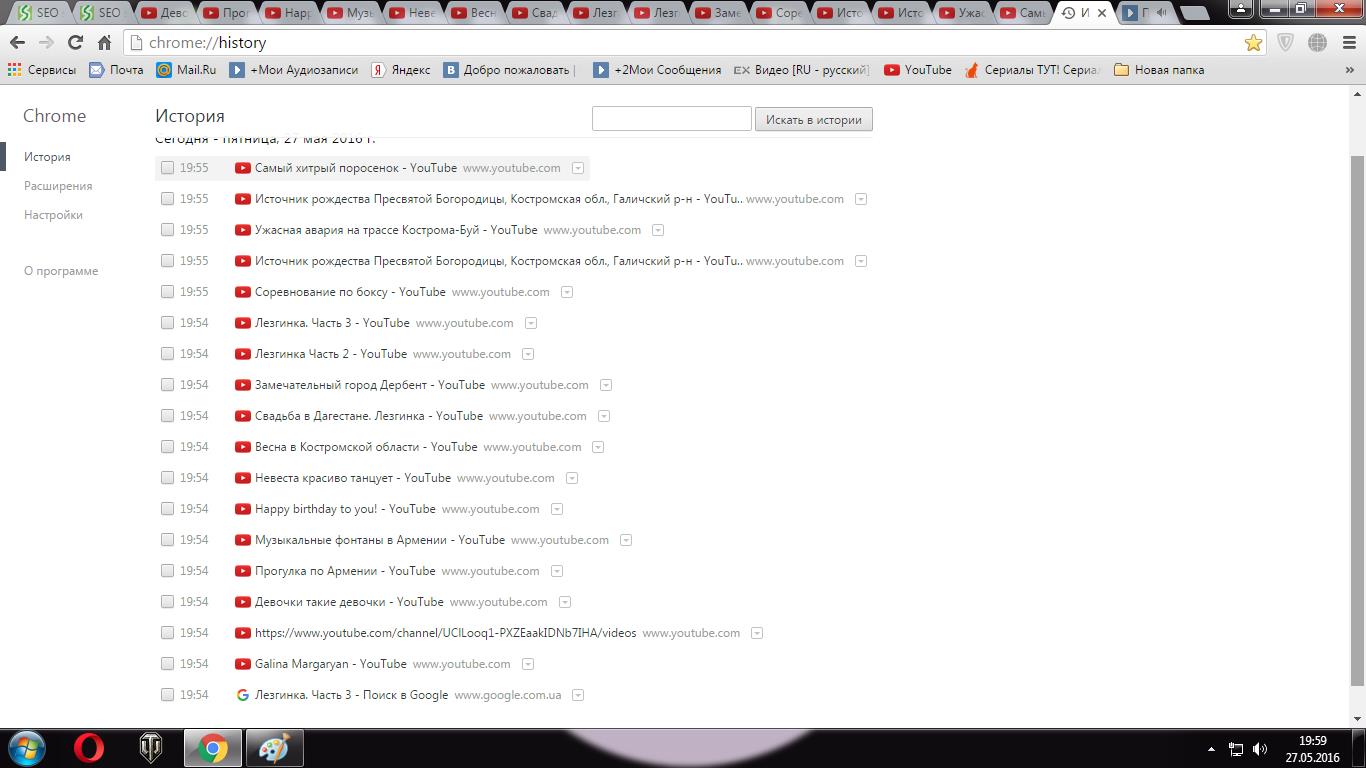 SEO
SEO
Дево
Прог
Happ
Музы
Неве
Весн
Свад
Лезг
Лезги
Заме
Соре
Исто
Исто
Ужас
Самы
И
П
chrome://history
Сервисы Почта Mail.Ru +Мои Аудиозаписи Яндекс Добро пожаловать | +2Мои Сообщения Видео [RU - русский] YouTube Сериалы ТУТ! Сериа Новая папка »
Chrome
История
Искать в истории
Сегодня - пятница, 27 мая 2016 г.
История
Расширения
Настройки
О программе
19:55 Самый хитрый поросенок - YouTube www.youtube.com
19:55 Источник рождества Пресвятой Богородицы, Костромская обл., Галичский р-н - YouTu.. www.youtube.com
19:55 Ужасная авария на трассе Кострома-Буй - YouTube www.youtube.com
19:55 Источник рождества Пресвятой Богородицы, Костромская обл., Галичский р-н - YouTu.. www.youtube.com
19:55 Соревнование по боксу - YouTube www.youtube.com
19:54 Лезгинка. Часть 3 - YouTube www.youtube.com
19:54 Лезгинка Часть 2 - YouTube www.youtube.com
19:54 Замечательный город Дербент - YouTube www.youtube.com
19:54 Свадьба в Дагестане. Лезгинка - YouTube www.youtube.com
19:54 Весна в Костромской области - YouTube www.youtube.com
19:54 Невеста красиво танцует - YouTube www.youtube.com
19:54 Happy birthday to you! - YouTube www.youtube.com
19:54 Музыкальные фонтаны в Армении - YouTube www.youtube.com
19:54 Прогулка по Армении - YouTube www.youtube.com
19:54 Девочки такие девочки - YouTube www.youtube.com
19:54 https://www.youtube.com/channel/UClLooq1-PXZEaakIDNb7IHA/videos www.youtube.com
19:54 Galina Margaryan - YouTube www.youtube.com
19:54 Лезгинка. Часть 3 - Поиск в Google www.google.com.ua
19:59
27.05.2016